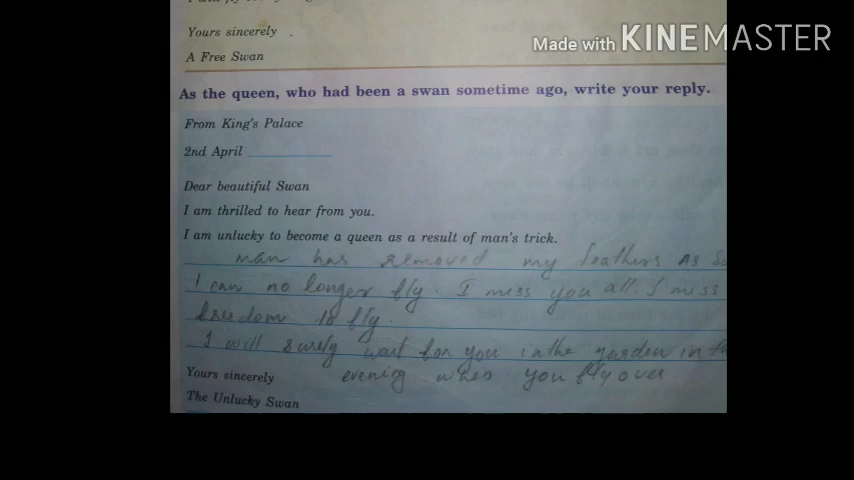 Yours sincerely .
A Free Swan
Made with KINEMASTER
As the queen, who had been a swan sometime ago, write your reply.
From King's Palace
2nd April
Dear beautiful Swan
I am thrilled to hear from you.
I am unlucky to become a queen as a result of man's trick.
man has removed my feathers As
I can no longer fly. I miss you all. I miss
freedom to fly.
I will surely wait for you in the garden in
evening when you fly over
Yours sincerely
The Unlucky Swan